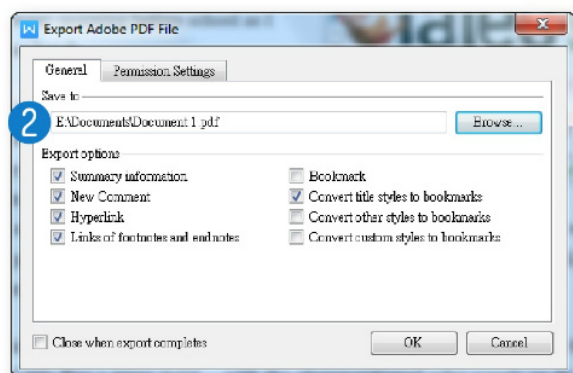 Export Adobe PDF File
General Permission Settings
Save to
2 E:\Documents\Document 1.pdf Browse...
Export options
Summary information Bookmark
New Comment Convert title styles to bookmarks
Hyperlink Convert other styles to bookmarks
Links of footnotes and endnotes Convert custom styles to bookmarks
Close when export completes OK Cancel